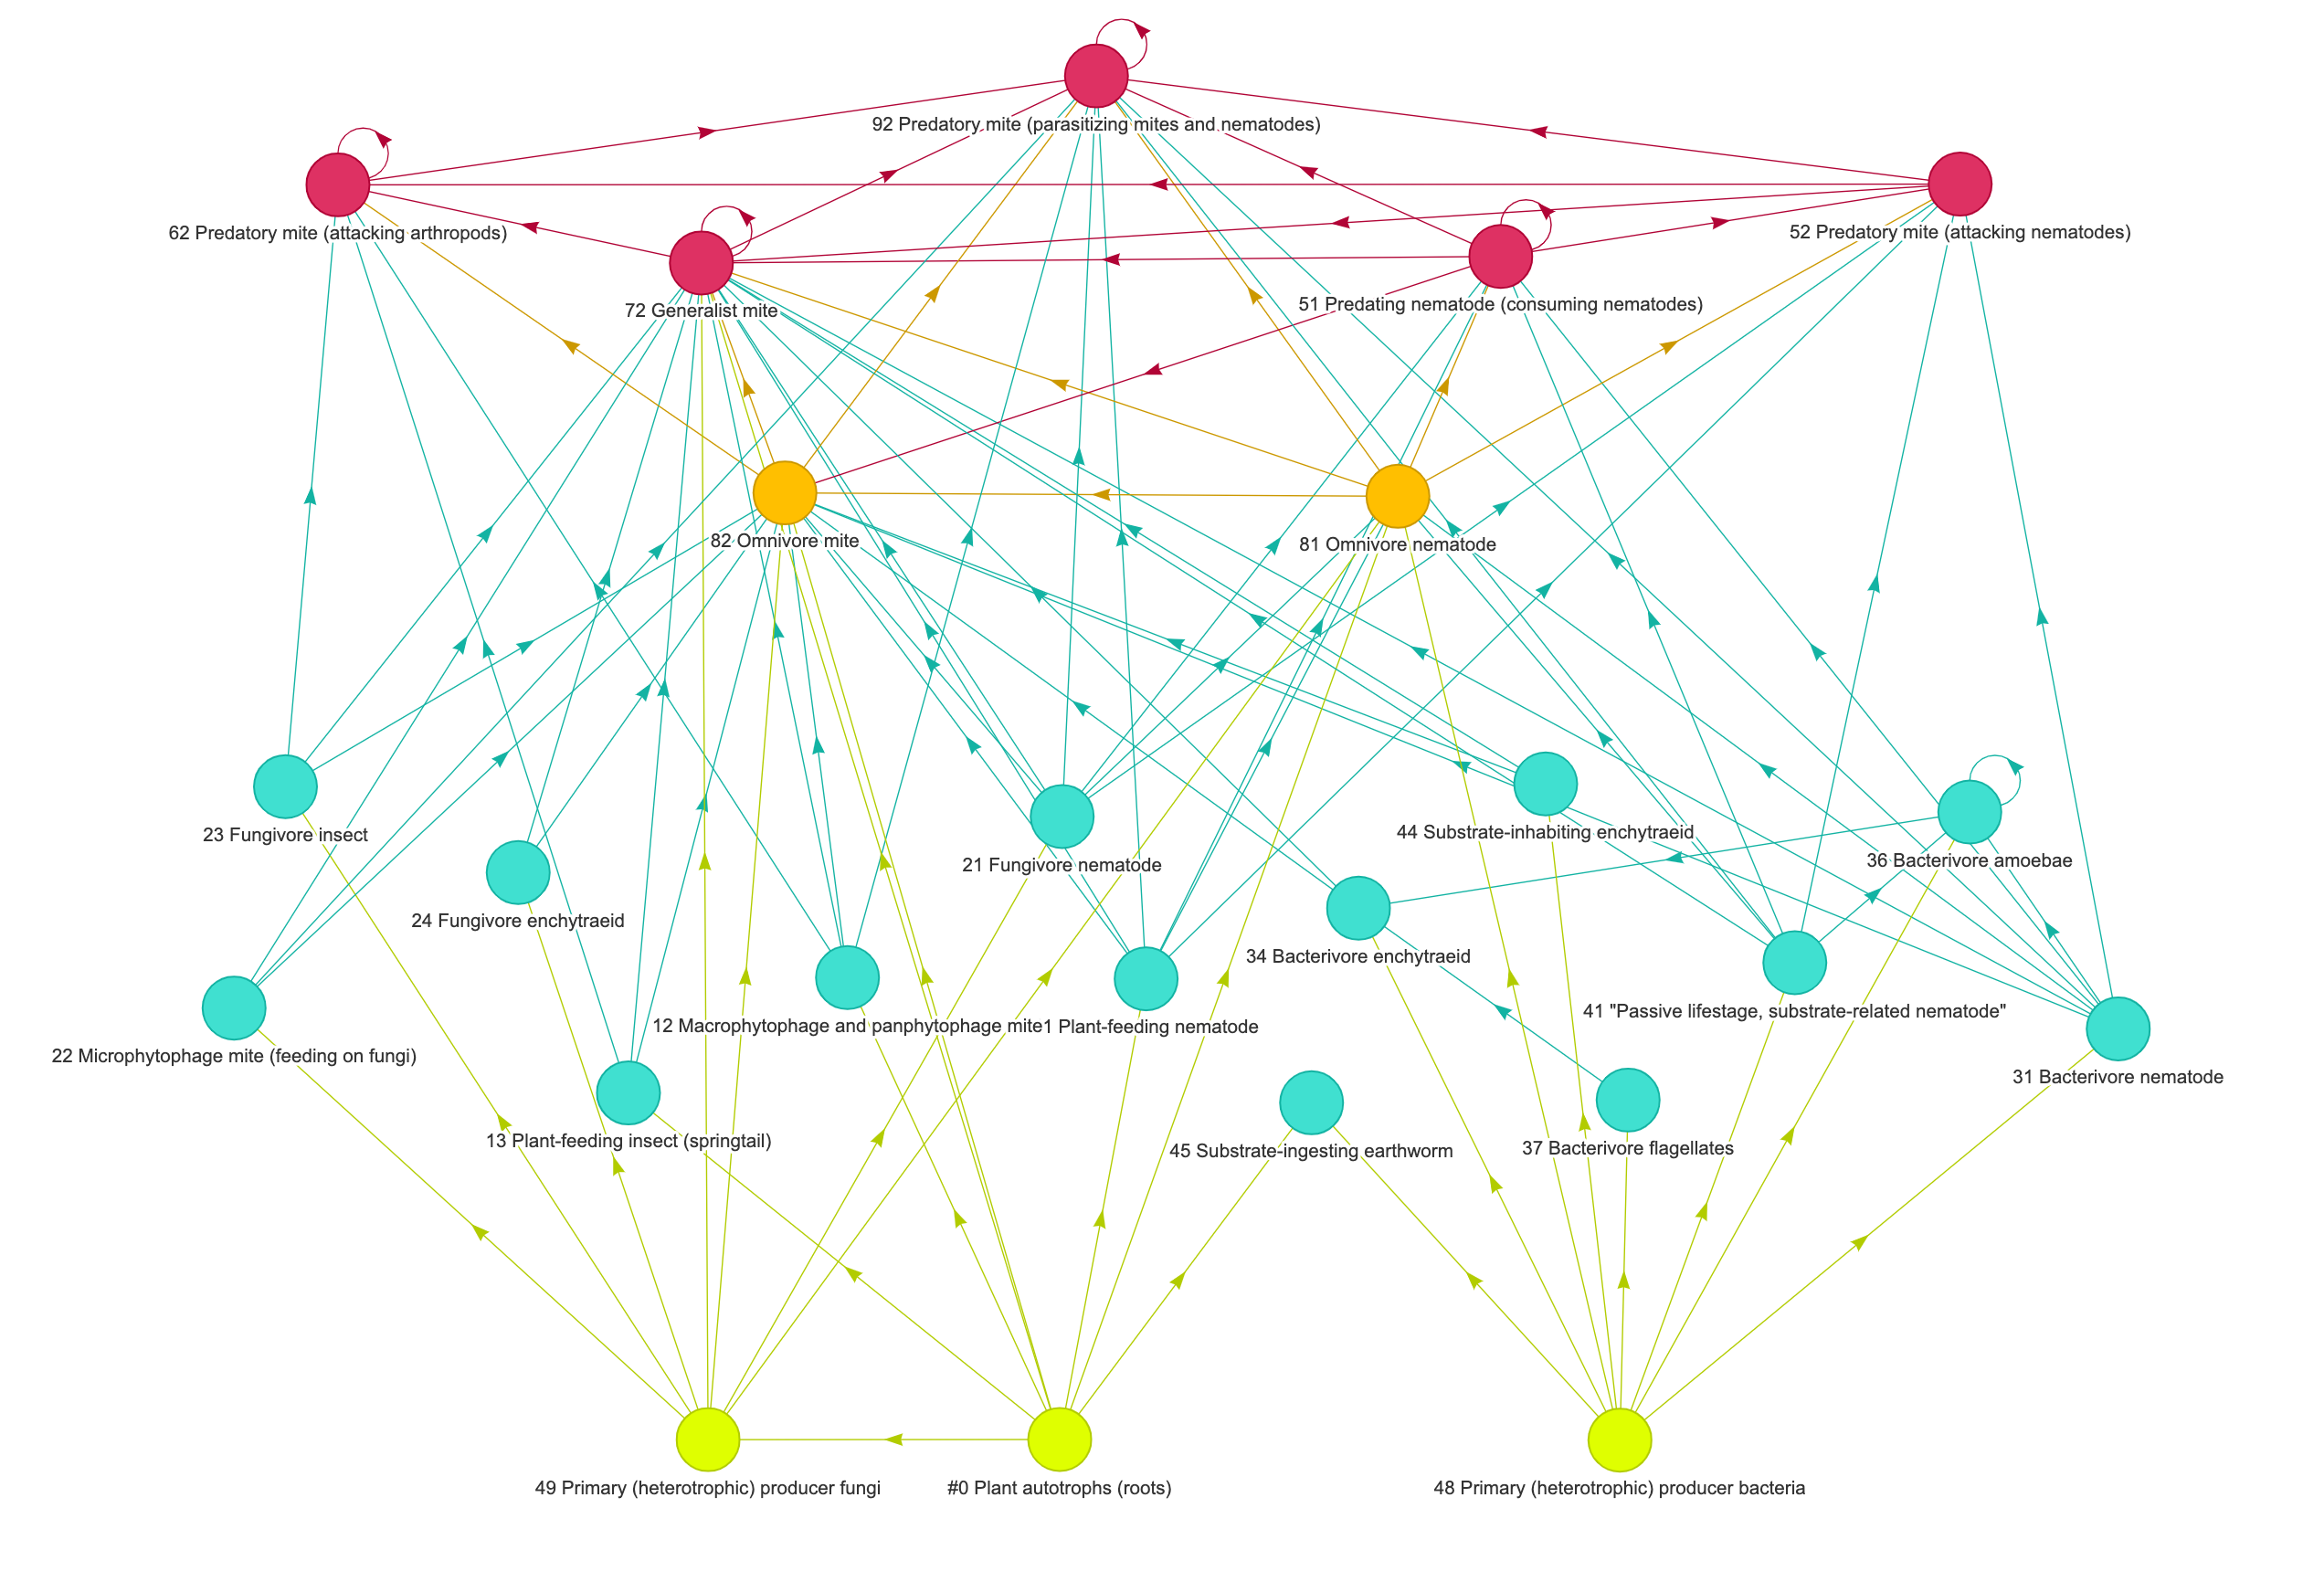 92 Predatory mite (parasitizing mites and nematodes)
62 Predatory mite (attacking arthropods)
52 Predatory mite (attacking nematodes)
72 Generalist mite
51 Predating nematode (consuming nematodes)
82 Omnivore mite
81 Omnivore nematode
23 Fungivore insect
44 Substrate-inhabiting enchytraeid
21 Fungivore nematode
36 Bacterivore amoebae
24 Fungivore enchytraeid
34 Bacterivore enchytraeid
41 "Passive lifestage, substrate-related nematode"
12 Macrophytophage and panphytophage mite
1 Plant-feeding nematode
22 Microphytophage mite (feeding on fungi)
31 Bacterivore nematode
13 Plant-feeding insect (springtail)
45 Substrate-ingesting earthworm
37 Bacterivore flagellates
49 Primary (heterotrophic) producer fungi
#0 Plant autotrophs (roots)
48 Primary (heterotrophic) producer bacteria